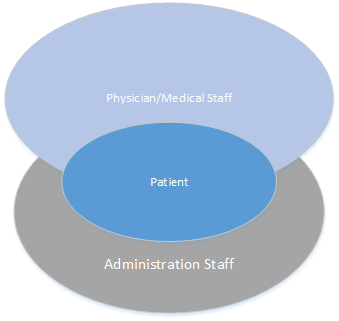 Physician/Medical Staff
Patient
Administration Staff